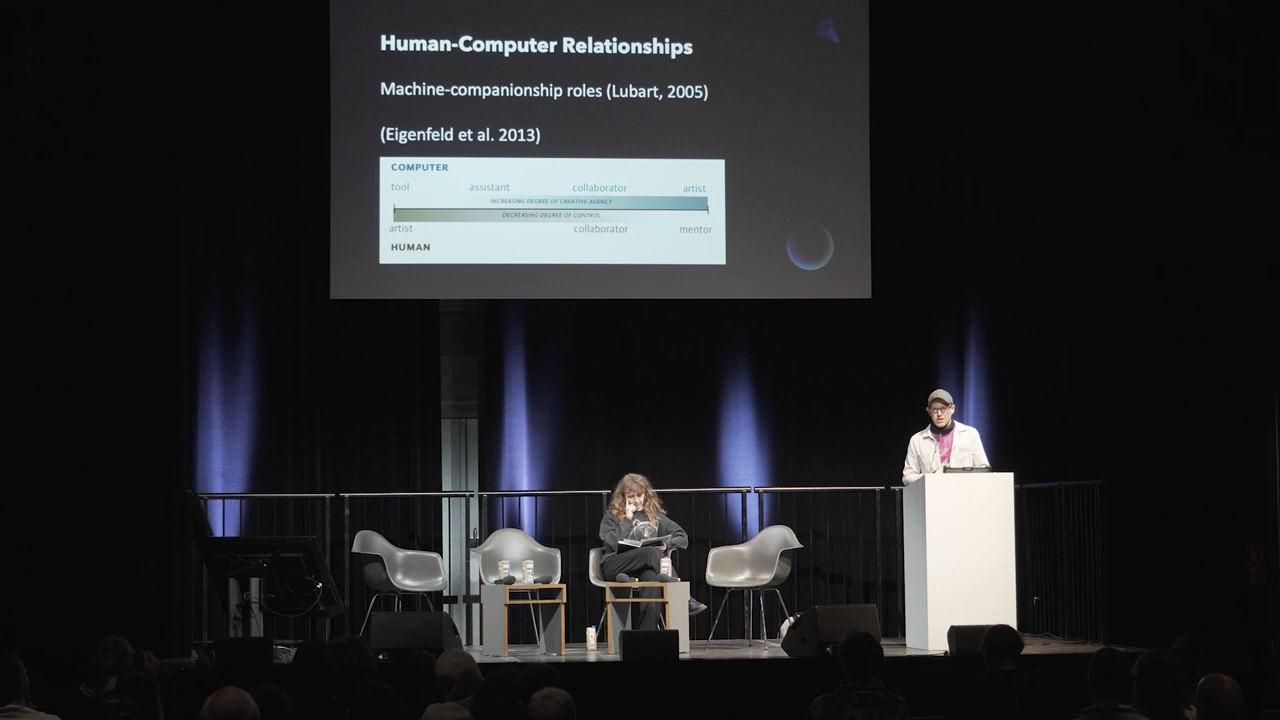 Human-Computer Relationships
Machine-companionship roles (Lubart, 2005)
(Eigenfeld et al. 2013)
COMPUTER
tool assistant collaborator artist
INCREASING DEGREE OF CREATIVE AGENCY
DECREASING DEGREE OF CONTROL
artist collaborator mentor
HUMAN